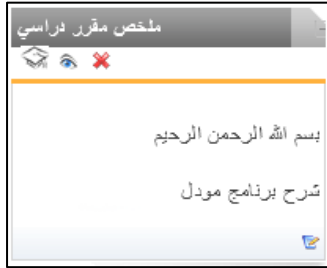 ملخص مقرر دراسي
بسم الله الرحمن الرحيم
شرح برنامج مودل